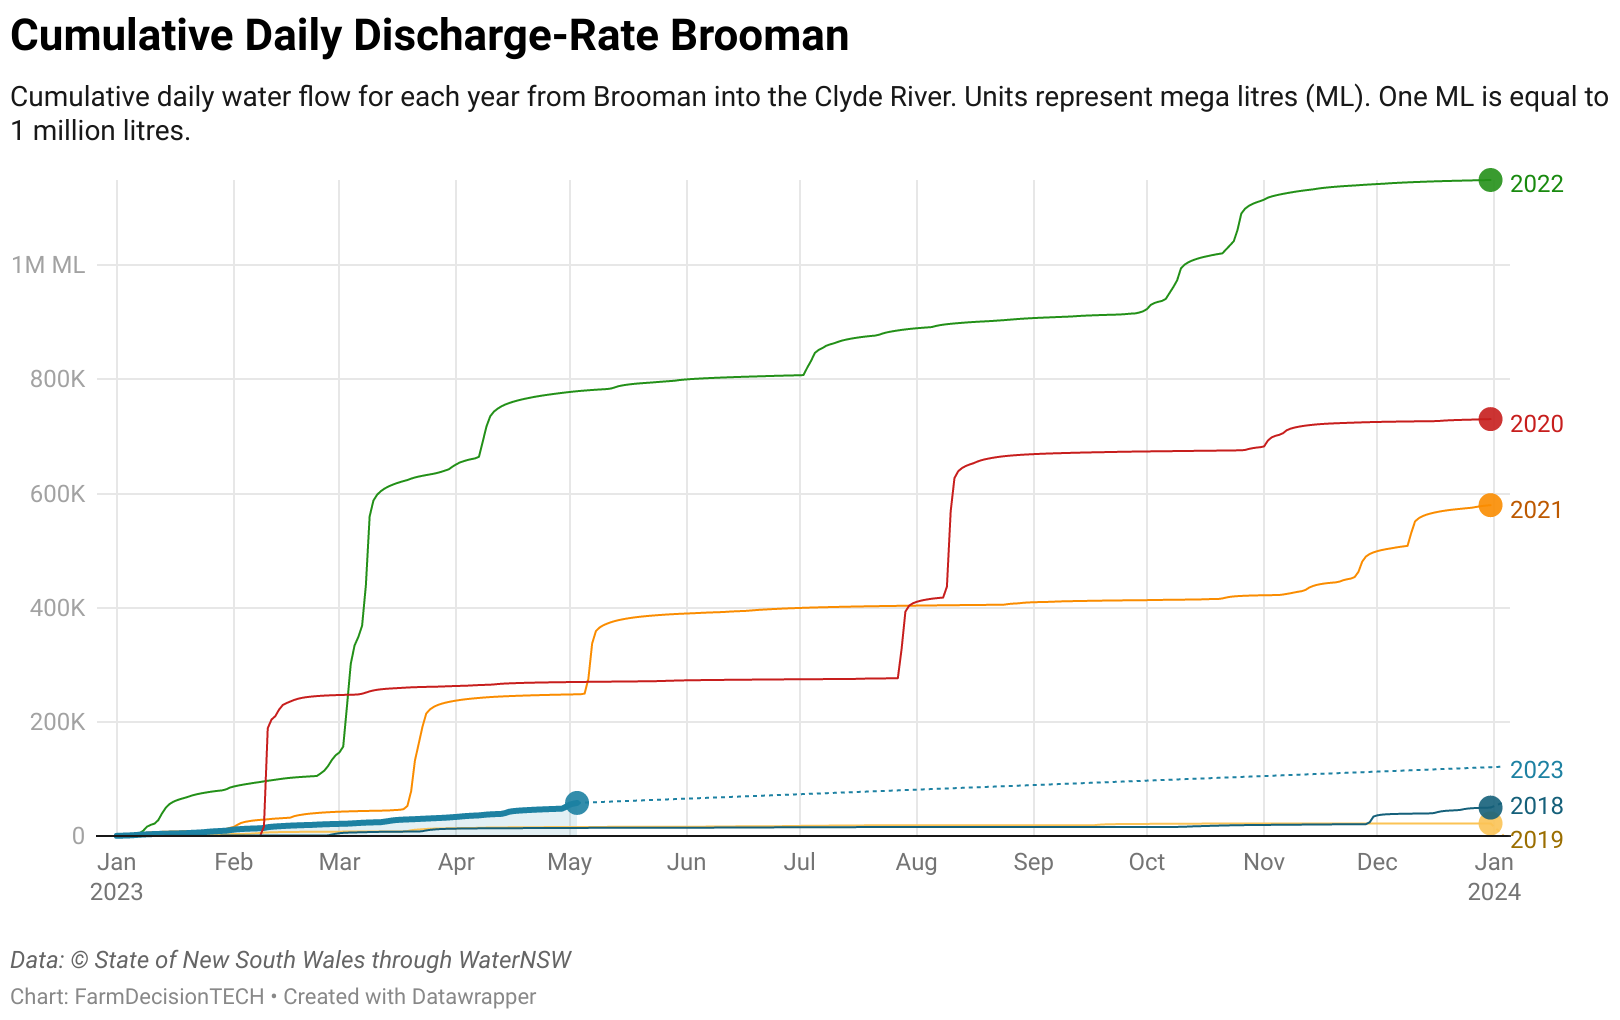 Cumulative Daily Discharge-Rate Brooman
Cumulative daily water flow for each year from Brooman into the Clyde River. Units represent mega litres (ML). One ML is equal to
1 million litres.
2022
1M ML
800K
2020
600K
2021
400K
200K
2023
2018
0
2019
Jan Feb Mar Apr May Jun Jul Aug Sep Oct Nov Dec Jan
2023 2024
Data: © State of New South Wales through WaterNSW
Chart: FarmDecisionTECH • Created with Datawrapper